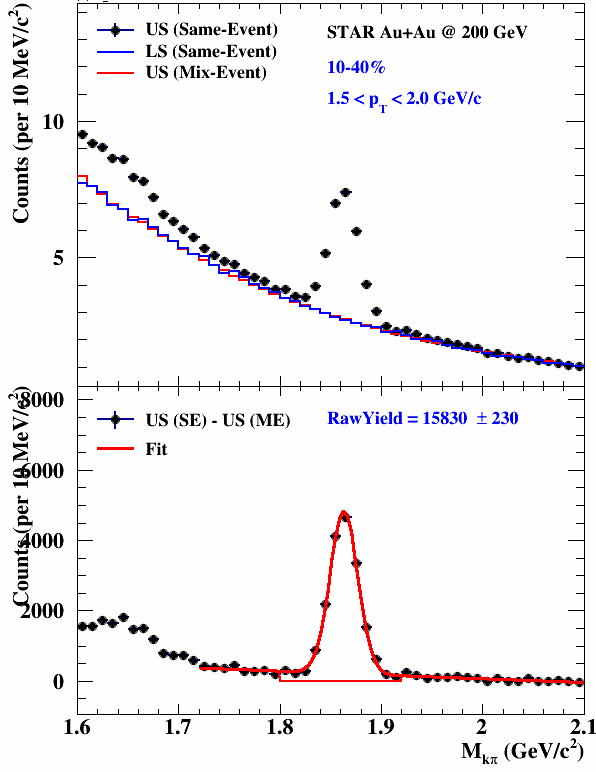 US (Same-Event)
LS (Same-Event)
US (Mix-Event)
STAR Au+Au @ 200 GeV
10-40%
1.5 < p_T < 2.0 GeV/c
Counts (per 10 MeV/c²)
10
5
US (SE) - US (ME)
Fit
RawYield = 15830 ± 230
Counts (per 10 MeV/c²)
8000
6000
4000
2000
0
1.6 1.7 1.8 1.9 2 2.1
M_kπ (GeV/c²)